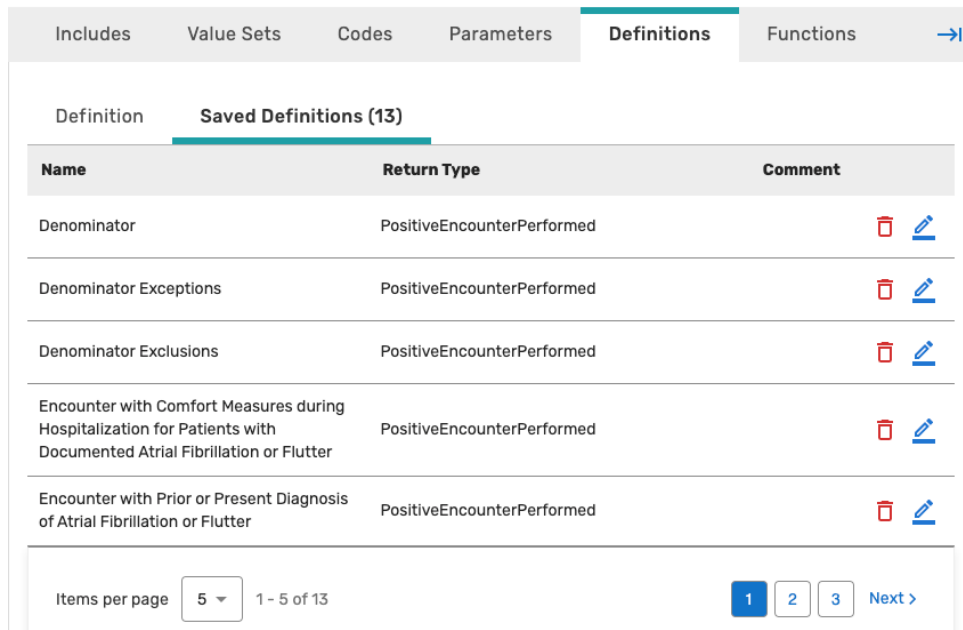 Includes Value Sets Codes Parameters Definitions Functions
Definition Saved Definitions (13)
Name Return Type Comment
Denominator PositiveEncounterPerformed
Denominator Exceptions PositiveEncounterPerformed
Denominator Exclusions PositiveEncounterPerformed
Encounter with Comfort Measures during
Hospitalization for Patients with PositiveEncounterPerformed
Documented Atrial Fibrillation or Flutter
Encounter with Prior or Present Diagnosis
of Atrial Fibrillation or Flutter PositiveEncounterPerformed
Items per page 5 1 - 5 of 13 1 2 3 Next >